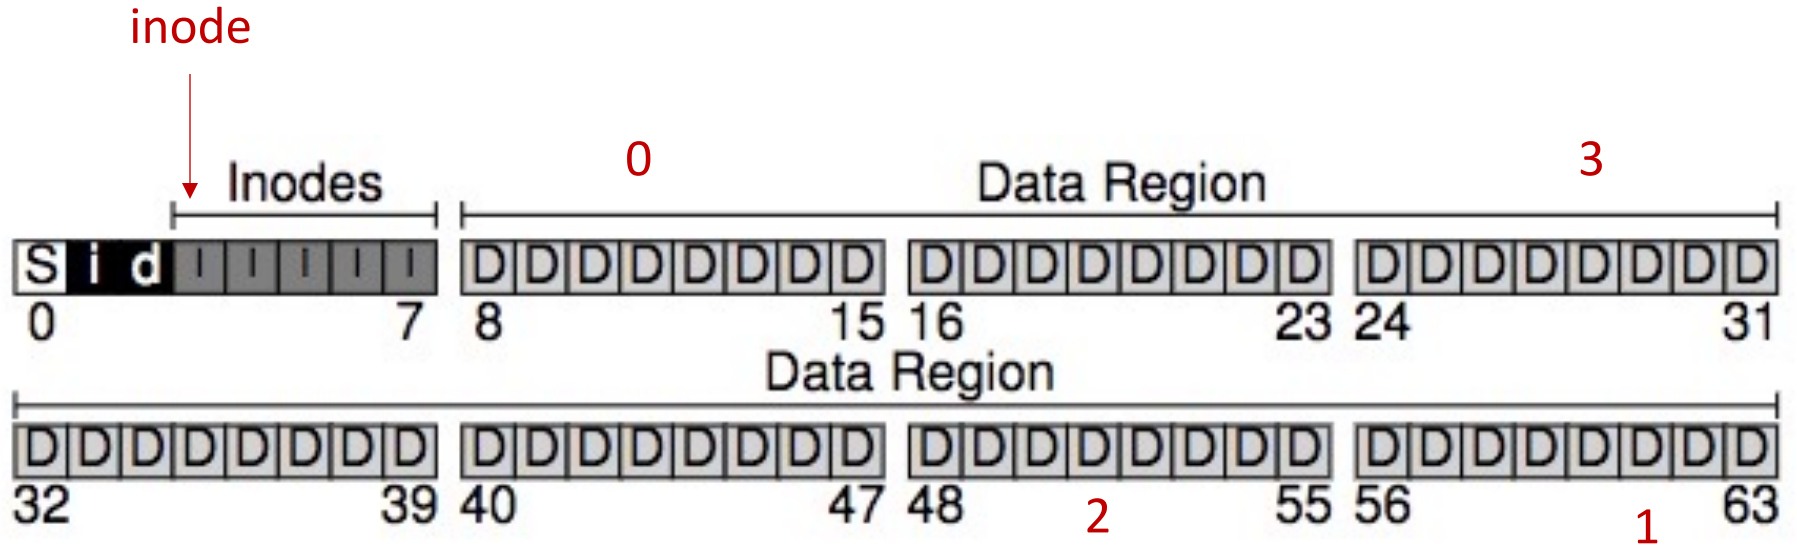 inode
Inodes 0 Data Region 3
S i d I I I I I D D D D D D D D D D D D D D D D D D D D D D D D
0 7 8 15 16 23 24 31
Data Region
D D D D D D D D D D D D D D D D D D D D D D D D D D D D D D D D
32 39 40 47 48 2 55 56 1 63